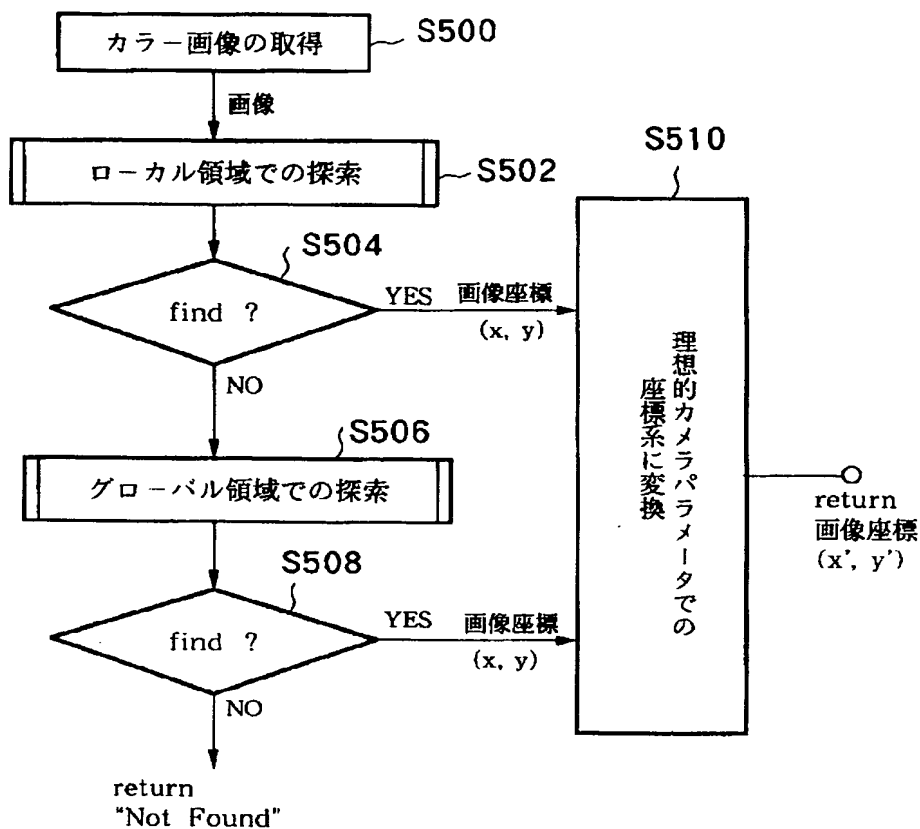 カラー画像の取得
S500
画像
ローカル領域での探索
S502
S510
S504
find ?
YES 画像座標
(x, y)
NO
S506
グローバル領域での探索
S508
find ?
YES 画像座標
(x, y)
NO
return
"Not Found"
理想的カメラパラメータでの
座標系に変換
return
画像座標
(x', y')